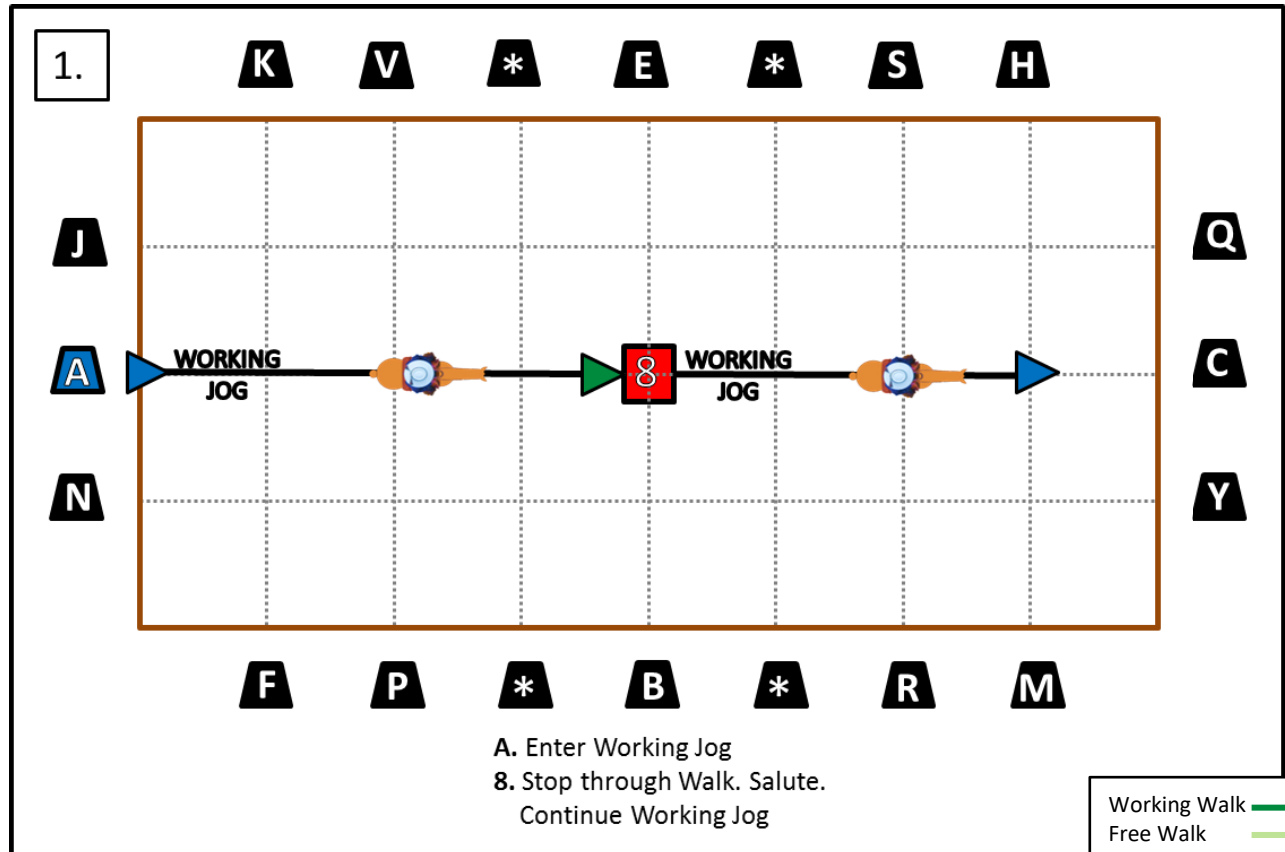 1.
K V * E * S H
J Q
WORKING WORKING
A 8 C
JOG JOG
N Y
F P * B * R M
A. Enter Working Jog
8. Stop through Walk. Salute.
Continue Working Jog
Working Walk
Free Walk